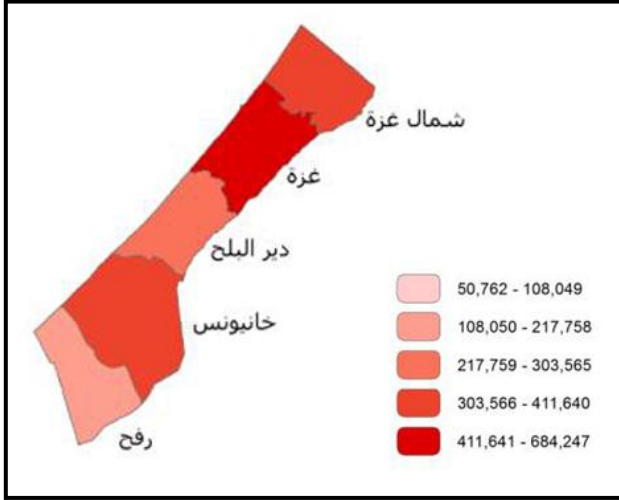 شمال غزة
غزة
دير البلح
خانيونس
رفح
50,762 - 108,049
108,050 - 217,758
217,759 - 303,565
303,566 - 411,640
411,641 - 684,247